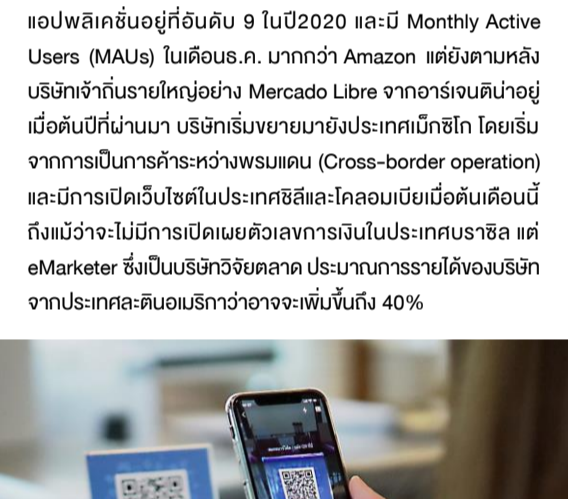 แอปพลิเคชั่นอยู่ที่อันดับ 9 ในปี2020 และมี Monthly Active
Users (MAUs) ในเดือนธ.ค. มากกว่า Amazon แต่ยังตามหลัง
บริษัทเจ้าถิ่นรายใหญ่อย่าง Mercado Libre จากอาร์เจนติน่าอยู่
เมื่อต้นปีที่ผ่านมา บริษัทเริ่มขยายมายังประเทศเม็กซิโก โดยเริ่ม
จากการเป็นการค้าระหว่างพรมแดน (Cross-border operation)
และมีการเปิดเว็บไซต์ในประเทศชิลีและโคลอมเบียเมื่อต้นเดือนนี้
ถึงแม้ว่าจะไม่มีการเปิดเผยตัวเลขการเงินในประเทศบราซิล แต่
eMarketer ซึ่งเป็นบริษัทวิจัยตลาด ประมาณการรายได้ของบริษัท
จากประเทศละตินอเมริกาว่าอาจจะเพิ่มขึ้นถึง 40%